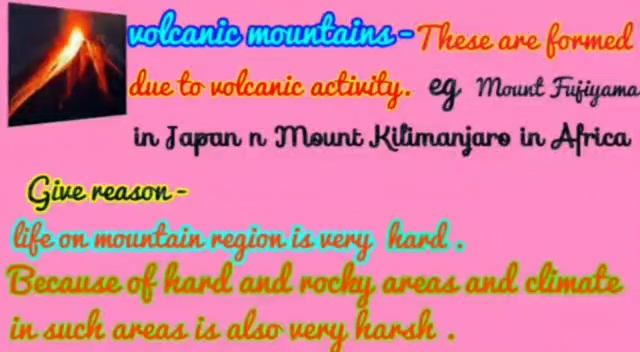 volcanic mountains - These are formed
due to volcanic activity. eg Mount Fujiyama
in Japan n Mount Kilimanjaro in Africa
Give reason -
life on mountain region is very hard .
Because of hard and rocky areas and climate
in such areas is also very harsh .